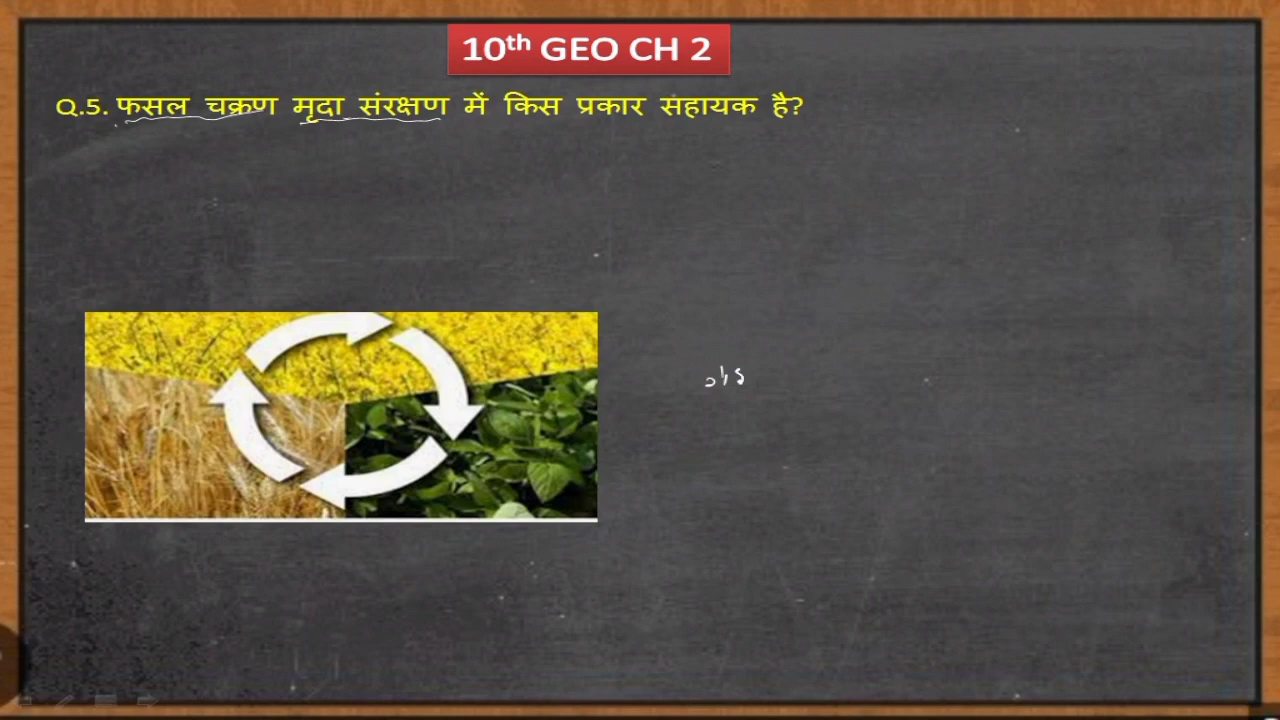 10th GEO CH 2
Q.5. फसल चक्रण मृदा संरक्षण में किस प्रकार सहायक है?